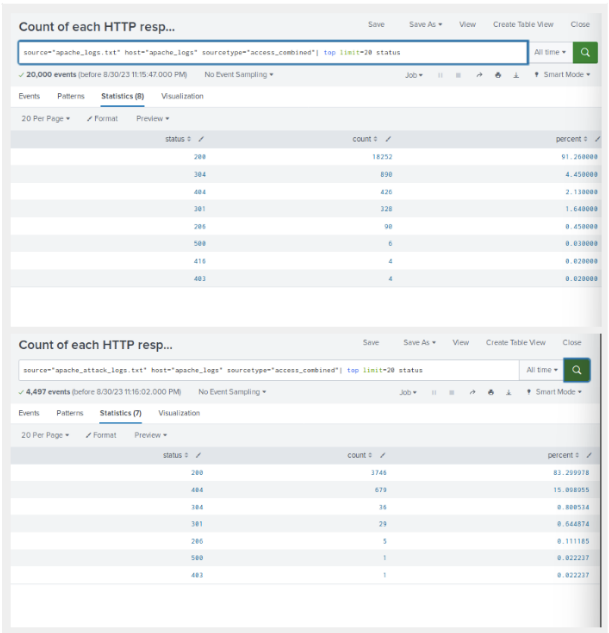 Count of each HTTP resp...
Save Save As View Create Table View Close
source="apache_logs.txt" host="apache_logs" sourcetype="access_combined"| top limit=20 status
All time
20,000 events (before 8/30/23 11:15:47.000 PM) No Event Sampling
Job Smart Mode
Events Patterns Statistics (8) Visualization
20 Per Page Format Preview
status count percent
200 18252 91.260000
304 890 4.450000
404 426 2.130000
301 328 1.640000
206 90 0.450000
500 6 0.030000
416 4 0.020000
403 4 0.020000
Count of each HTTP resp...
Save Save As View Create Table View Close
source="apache_attack_logs.txt" host="apache_logs" sourcetype="access_combined"| top limit=20 status
All time
4,497 events (before 8/30/23 11:16:02.000 PM) No Event Sampling
Job Smart Mode
Events Patterns Statistics (7) Visualization
20 Per Page Format Preview
status count percent
200 3746 83.299978
404 679 15.098955
304 36 0.800534
301 29 0.644874
206 5 0.111185
500 1 0.022237
403 1 0.022237